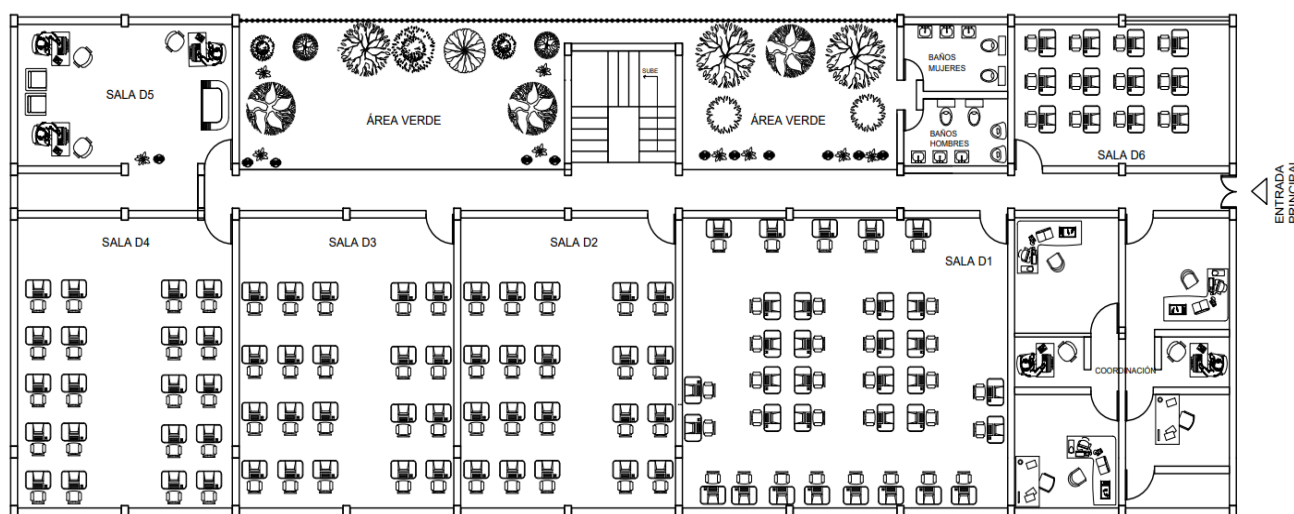 SALA D5
ÁREA VERDE
SUBE
ÁREA VERDE
BAÑOS
MUJERES
BAÑOS
HOMBRES
SALA D6
ENTRADA
PRINCIPAL
SALA D4
SALA D3
SALA D2
SALA D1
COORDINACIÓN